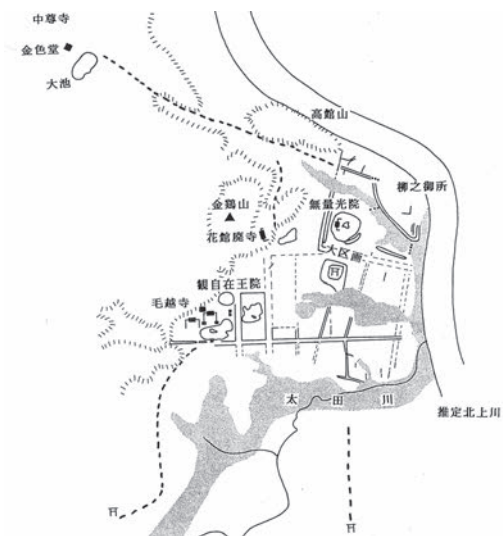 中尊寺
金色堂
大池
高館山
柳之御所
無量光院
金鶏山
花館廃寺
大区画
観自在王院
毛越寺
太田川
推定北上川